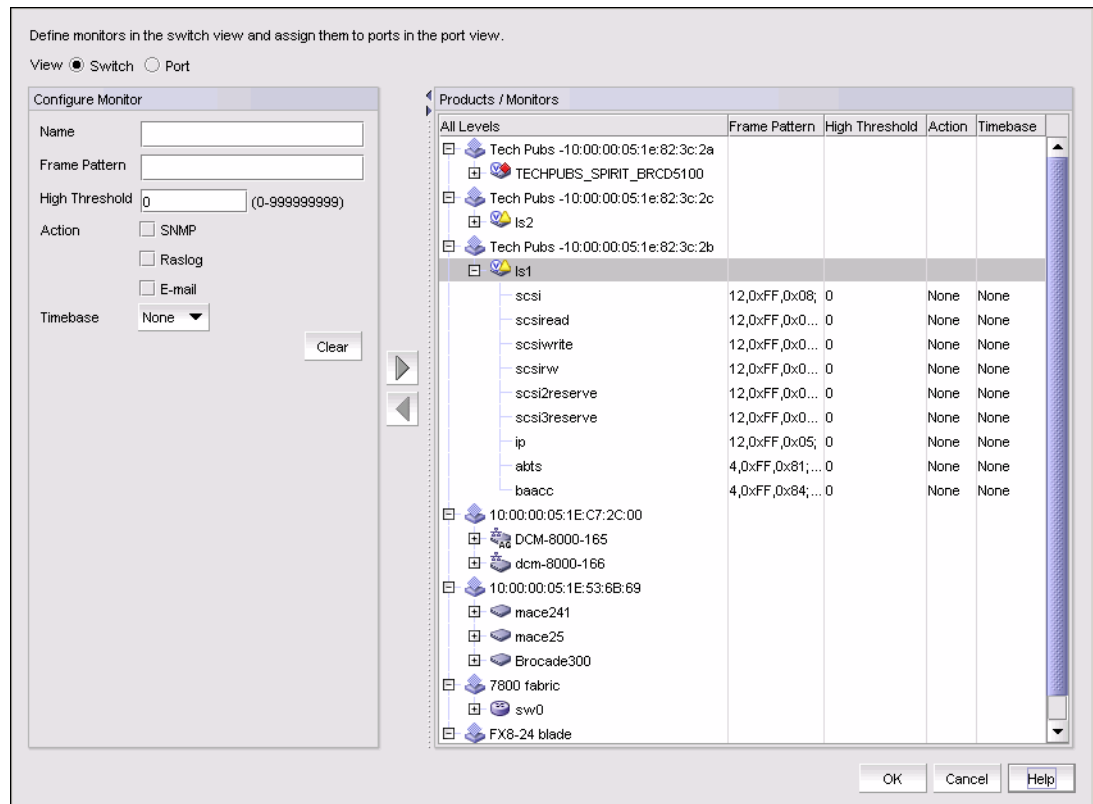 Define monitors in the switch view and assign them to ports in the port view.
View Switch Port
Configure Monitor
Name
Frame Pattern
High Threshold 0 (0-999999999)
Action SNMP
Raslog
E-mail
Timebase None
Clear
Products / Monitors
All Levels Frame Pattern High Threshold Action Timebase
Tech Pubs -10:00:00:05:1e:82:3c:2a
TECHPUBS_SPIRIT_BRCD5100
Tech Pubs -10:00:00:05:1e:82:3c:2c
ls2
Tech Pubs -10:00:00:05:1e:82:3c:2b
ls1
scsi 12,0xFF,0x08; 0 None None
scsiread 12,0xFF,0x0... 0 None None
scsiwrite 12,0xFF,0x0... 0 None None
scsirw 12,0xFF,0x0... 0 None None
scsi2reserve 12,0xFF,0x0... 0 None None
scsi3reserve 12,0xFF,0x0... 0 None None
ip 12,0xFF,0x05; 0 None None
abts 4,0xFF,0x81;... 0 None None
baacc 4,0xFF,0x84;... 0 None None
10:00:00:05:1E:C7:2C:00
AG DCM-8000-165
dcm-8000-166
10:00:00:05:1E:53:6B:69
mace241
mace25
Brocade300
7800 fabric
sw0
FX8-24 blade
OK Cancel Help